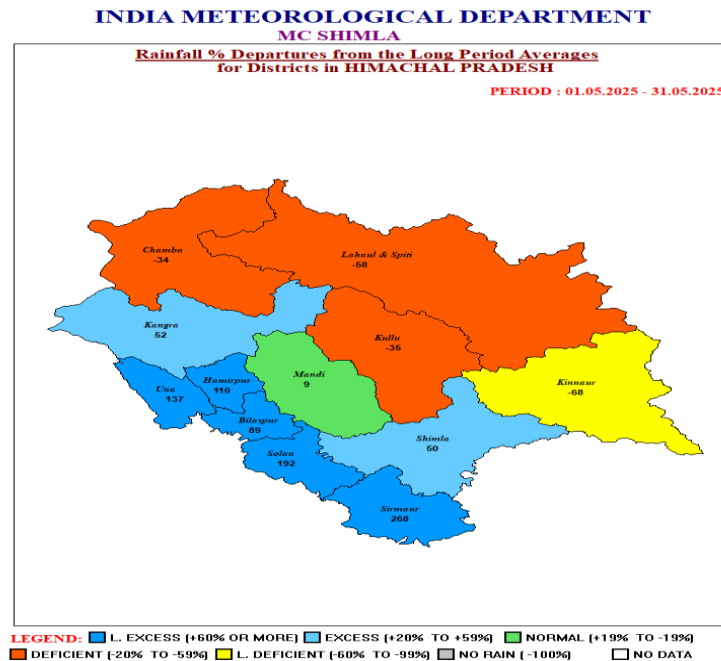 INDIA METEOROLOGICAL DEPARTMENT
MC SHIMLA
Rainfall % Departures from the Long Period Averages
for Districts in HIMACHAL PRADESH
PERIOD : 01.05.2025 - 31.05.2025
Chamba
-34
Lahaul & Spiti
-58
Kangra
52
Kullu
-35
Mandi
9
Kinnaur
-68
Una
137
Hamirpur
110
Bilaspur
89
Solan
192
Shimla
50
Sirmaur
268
LEGEND: L. EXCESS (+60% OR MORE) EXCESS (+20% TO +59%) NORMAL (+19% TO -19%)
DEFICIENT (-20% TO -59%) L. DEFICIENT (-60% TO -99%) NO RAIN (-100%) NO DATA